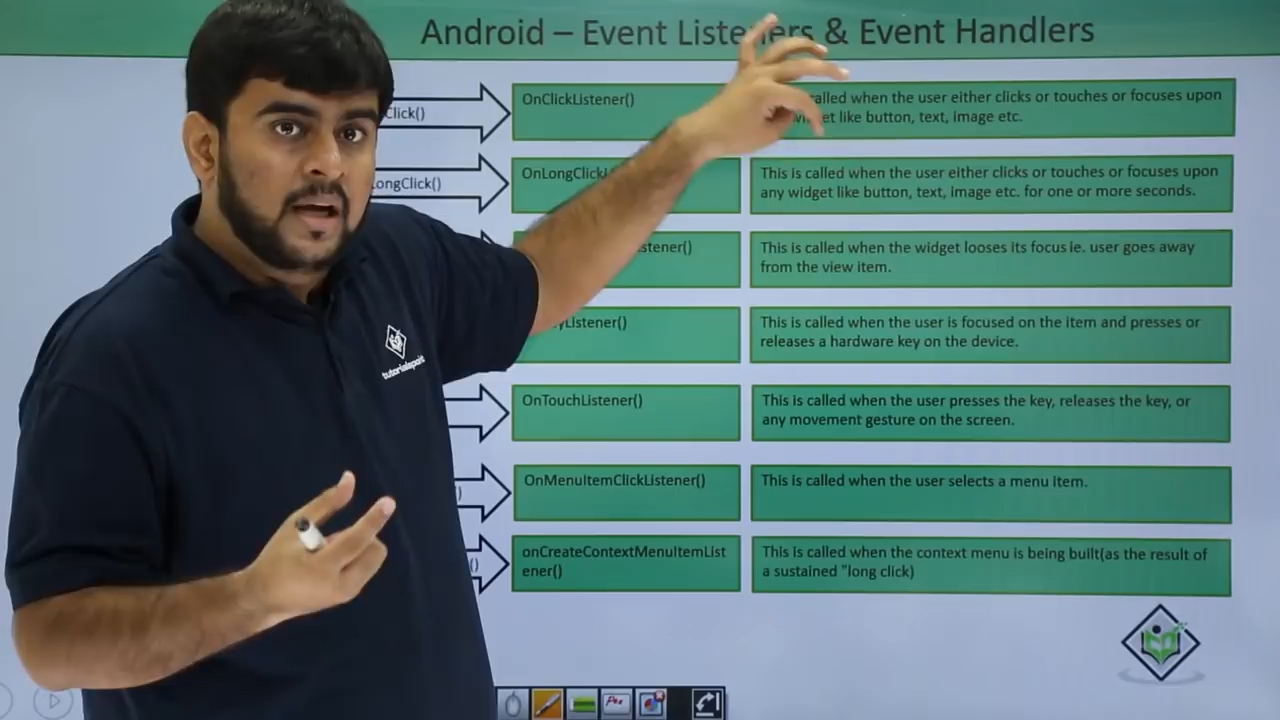 Android – Event Listeners & Event Handlers
Click()
OnClickListener()
called when the user either clicks or touches or focuses upon
like button, text, image etc.
LongClick()
This is called when the user either clicks or touches or focuses upon
any widget like button, text, image etc. for one or more seconds.
This is called when the widget looses its focus ie. user goes away
from the view item.
This is called when the user is focused on the item and presses or
releases a hardware key on the device.
OnTouchListener()
This is called when the user presses the key, releases the key, or
any movement gesture on the screen.
)
OnMenuItemClickListener()
This is called when the user selects a menu item.
()
onCreateContextMenuItemList
ener()
This is called when the context menu is being built(as the result of
a sustained "long click)
tutorialspoint